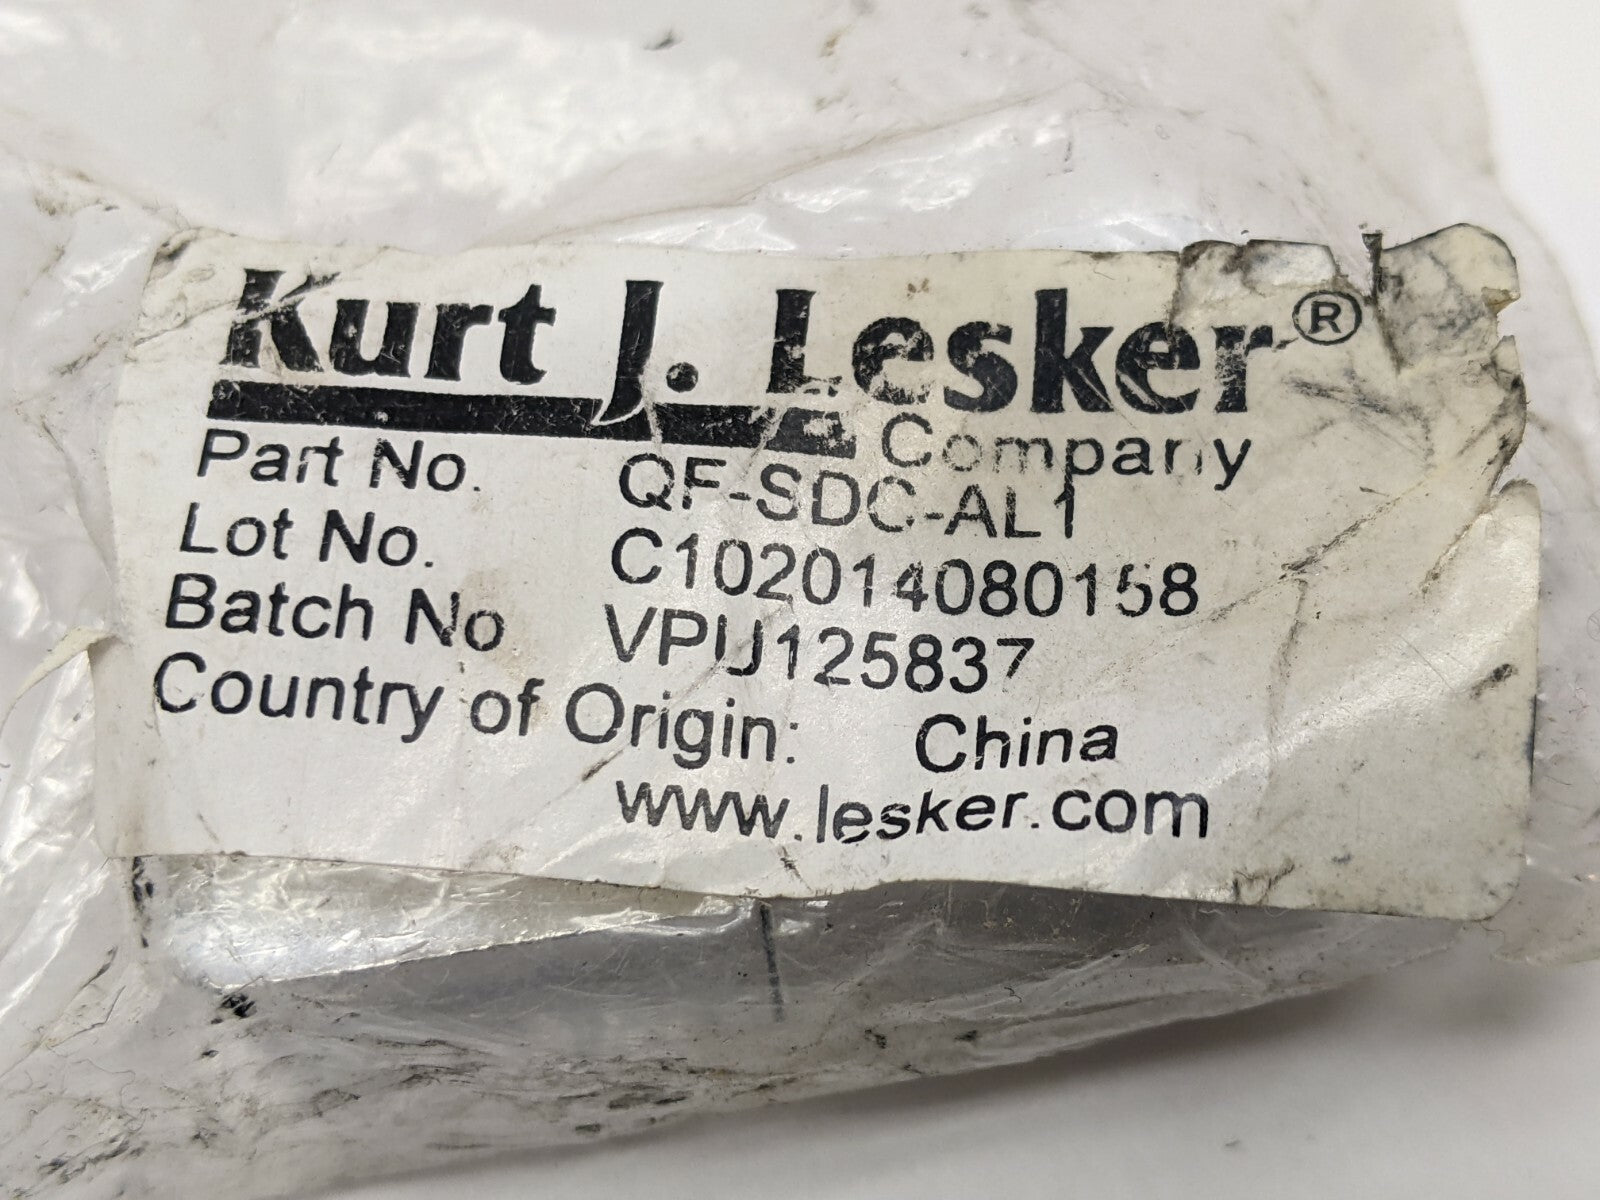 Kurt J. Lesker®
Company
Part No. QF-SDC-AL1
Lot No. C102014080158
Batch No VPU125837
Country of Origin: China
www.lesker.com